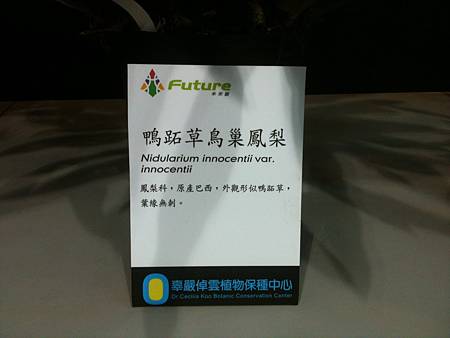 Future
未來館
鴨跖草鳥巢鳳梨
Nidularium innocentii var.
innocentii
鳳梨科，原產巴西，外觀形似鴨跖草，
葉緣無刺。
辜嚴倬雲植物保種中心
Dr Cecilia Koo Botanic Conservation Center